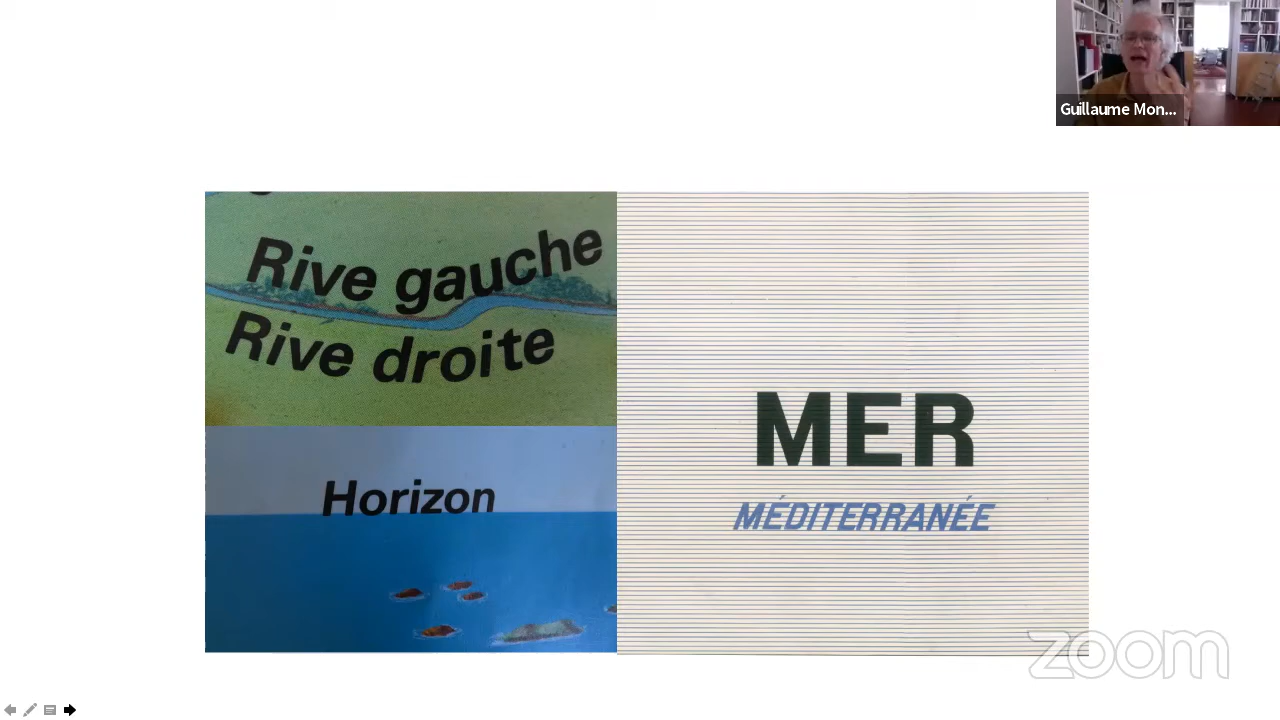 Guillaume Mon...
Rive gauche
Rive droite
Horizon
MER
MÉDITERRANÉE
zoom